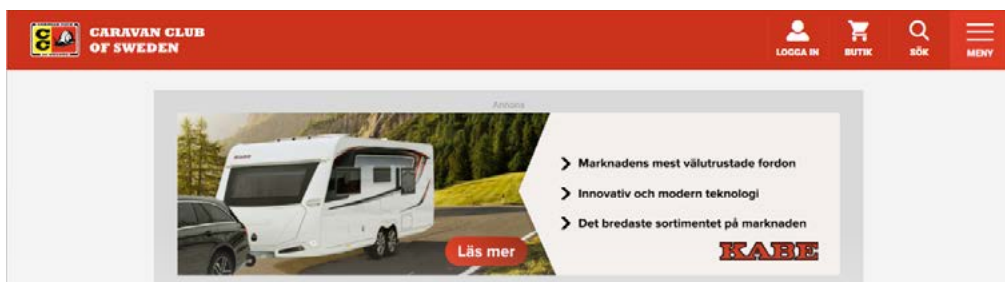 CARAVAN CLUB
OF SWEDEN
LOGGA IN
BUTIK
SÖK
MENY
Annons
Marknadens mest välutrustade fordon
Innovativ och modern teknologi
Det bredaste sortimentet på marknaden
Läs mer
KABE